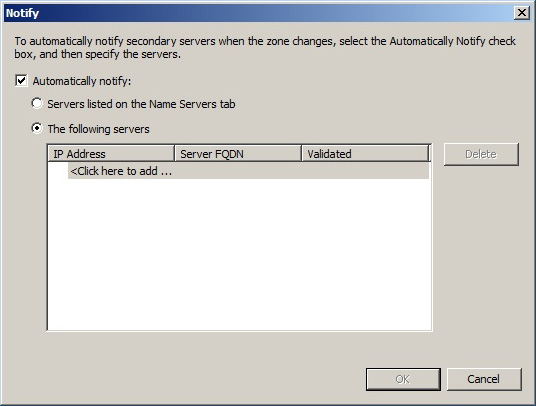 Notify
To automatically notify secondary servers when the zone changes, select the Automatically Notify check
box, and then specify the servers.
Automatically notify:
Servers listed on the Name Servers tab
The following servers
IP Address Server FQDN Validated
Delete
<Click here to add ...
OK Cancel